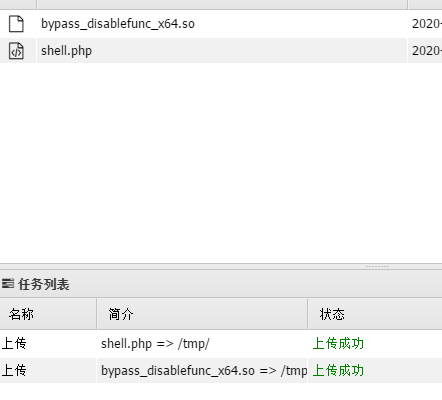 bypass_disablefunc_x64.so 2020-
shell.php 2020-
任务列表
名称 简介 状态
上传 shell.php => /tmp/ 上传成功
上传 bypass_disablefunc_x64.so => /tmp 上传成功